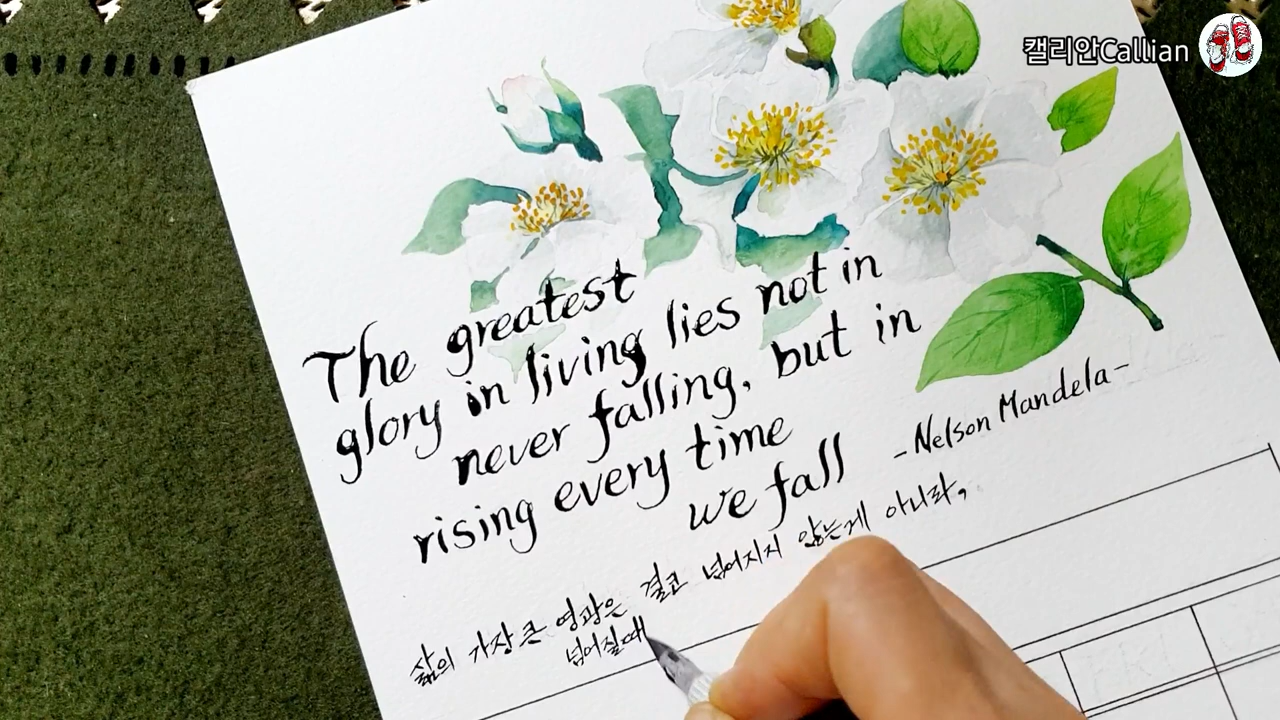 캘리안Callian
The greatest
glory in living lies not in
never falling, but in
rising every time
we fall
-Nelson Mandela-
삶의 가장 큰 영광은 결코 넘어지지 않는게 아니라,
넘어질때